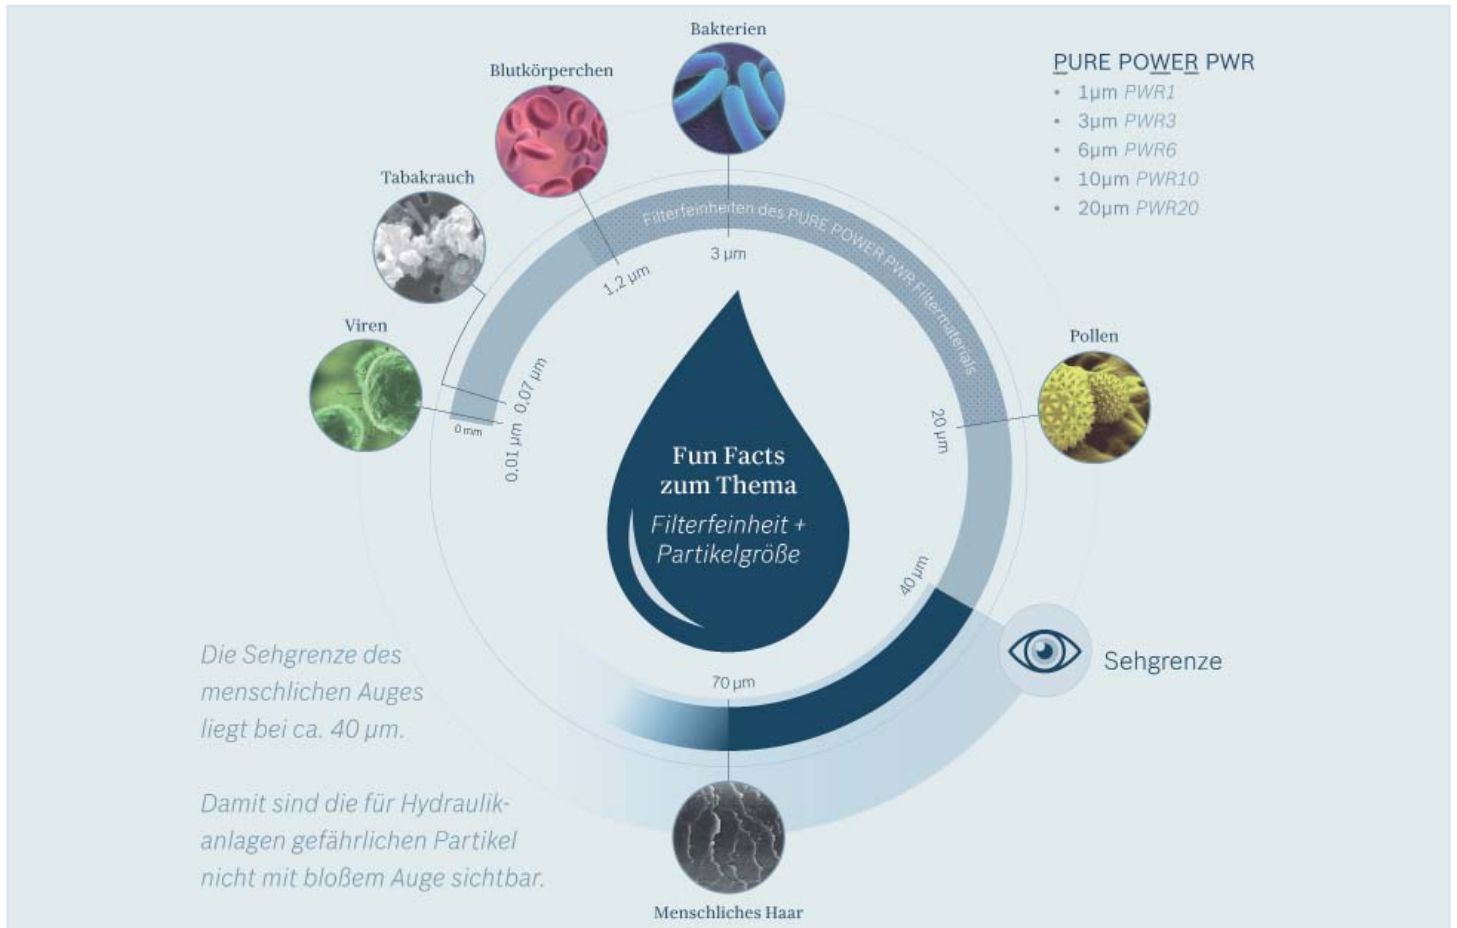 Bakterien
Blutkörperchen
Tabakrauch
Viren
PURE POWER PWR
• 1µm PWR1
• 3µm PWR3
• 6µm PWR6
• 10µm PWR10
• 20µm PWR20
Filterfeinheiten des PURE POWER PWR Filtermaterials
3 µm
1,2 µm
0,07 µm
0,01 µm
0 mm
Pollen
20 µm
Fun Facts
zum Thema
Filterfeinheit +
Partikelgröße
40 µm
Sehgrenze
70 µm
Die Sehgrenze des
menschlichen Auges
liegt bei ca. 40 µm.
Damit sind die für Hydraulik-
anlagen gefährlichen Partikel
nicht mit bloßem Auge sichtbar.
Menschliches Haar